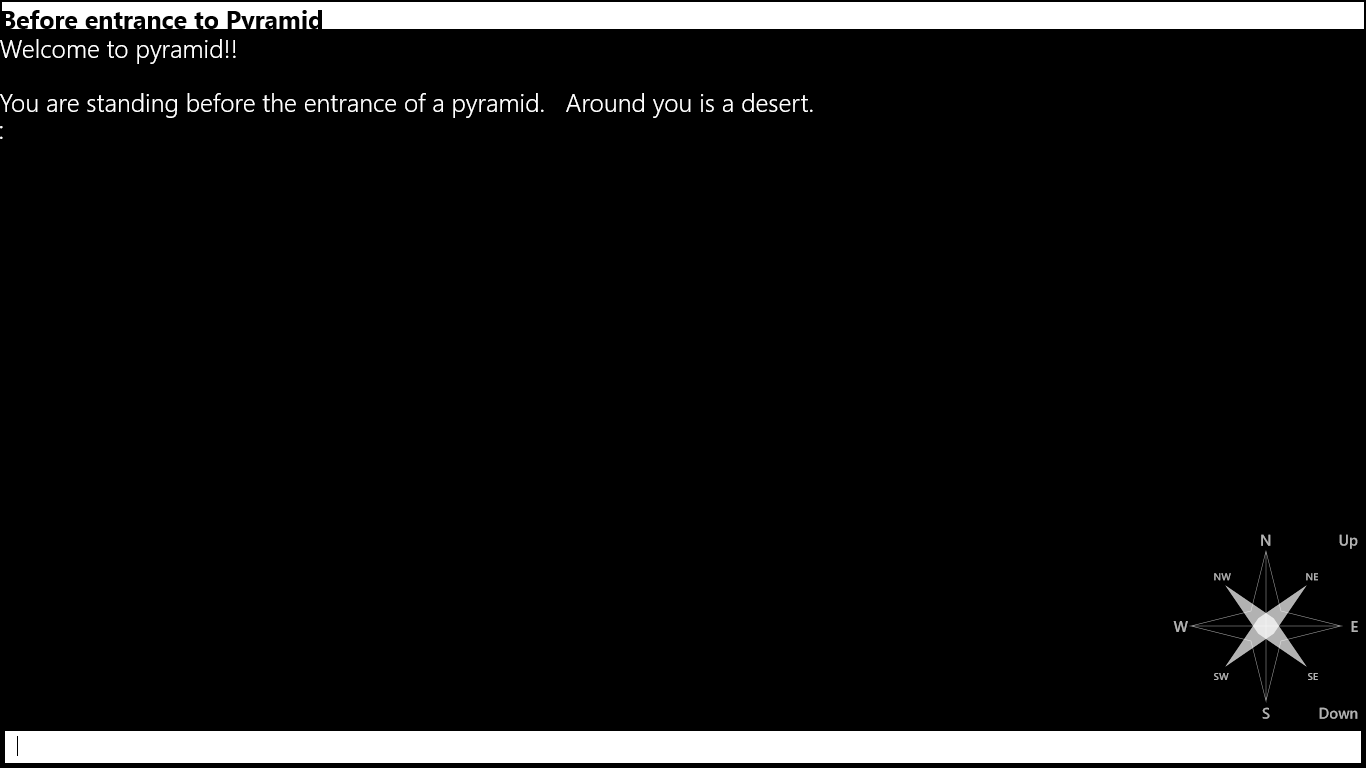 Before entrance to Pyramid
Welcome to pyramid!!
You are standing before the entrance of a pyramid.   Around you is a desert.
:
N Up
NW NE
W E
SW SE
S Down